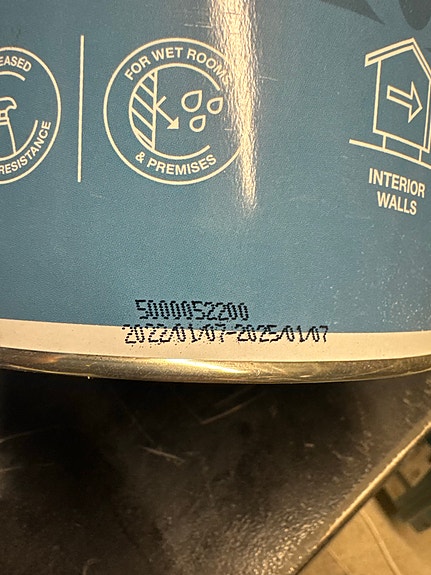 EASED
RESISTANCE
FOR WET ROOMS
& PREMISES
INTERIOR
WALLS
5000052200
2022/01/07-2025/01/07